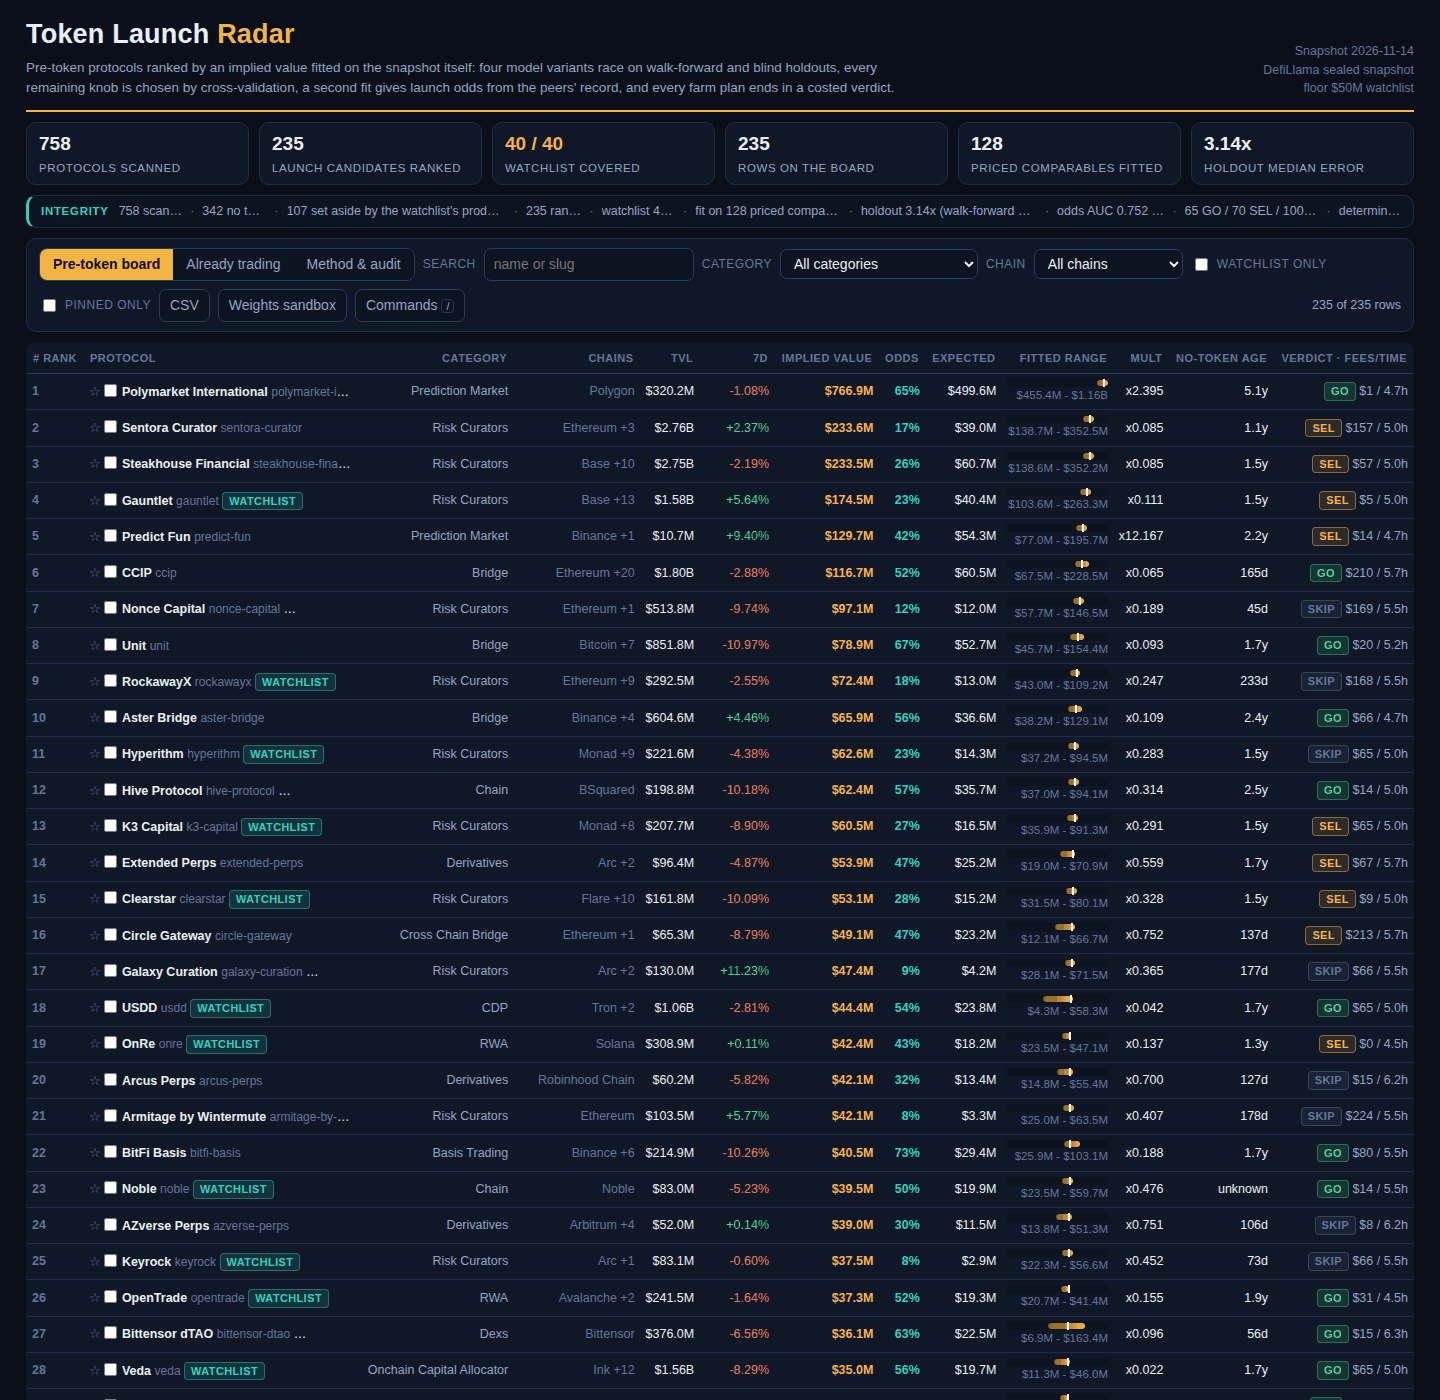 Token Launch Radar
Pre-token protocols ranked by an implied value fitted on the snapshot itself: four model variants race on walk-forward and blind holdouts, every
remaining knob is chosen by cross-validation, a second fit gives launch odds from the peers' record, and every farm plan ends in a costed verdict.
Snapshot 2026-11-14
DefiLlama sealed snapshot
floor $50M watchlist
758
PROTOCOLS SCANNED
235
LAUNCH CANDIDATES RANKED
40 / 40
WATCHLIST COVERED
235
ROWS ON THE BOARD
128
PRICED COMPARABLES FITTED
3.14x
HOLDOUT MEDIAN ERROR
INTEGRITY 758 scan… · 342 no t… · 107 set aside by the watchlist's prod… · 235 ran… · watchlist 4… · fit on 128 priced compa… · holdout 3.14x (walk-forward … · odds AUC 0.752 … · 65 GO / 70 SEL / 100… · determin…
Pre-token board Already trading Method & audit SEARCH name or slug CATEGORY All categories CHAIN All chains WATCHLIST ONLY
PINNED ONLY CSV Weights sandbox Commands / 235 of 235 rows
# RANK PROTOCOL CATEGORY CHAINS TVL 7D IMPLIED VALUE ODDS EXPECTED FITTED RANGE MULT NO-TOKEN AGE VERDICT · FEES/TIME
1 ☆ Polymarket International polymarket-i… Prediction Market Polygon $320.2M -1.08% $766.9M 65% $499.6M $455.4M - $1.16B x2.395 5.1y GO $1 / 4.7h
2 ☆ Sentora Curator sentora-curator Risk Curators Ethereum +3 $2.76B +2.37% $233.6M 17% $39.0M $138.7M - $352.5M x0.085 1.1y SEL $157 / 5.0h
3 ☆ Steakhouse Financial steakhouse-fina… Risk Curators Base +10 $2.75B -2.19% $233.5M 26% $60.7M $138.6M - $352.2M x0.085 1.5y SEL $57 / 5.0h
4 ☆ Gauntlet gauntlet WATCHLIST Risk Curators Base +13 $1.58B +5.64% $174.5M 23% $40.4M $103.6M - $263.3M x0.111 1.5y SEL $5 / 5.0h
5 ☆ Predict Fun predict-fun Prediction Market Binance +1 $10.7M +9.40% $129.7M 42% $54.3M $77.0M - $195.7M x12.167 2.2y SEL $14 / 4.7h
6 ☆ CCIP ccip Bridge Ethereum +20 $1.80B -2.88% $116.7M 52% $60.5M $67.5M - $228.5M x0.065 165d GO $210 / 5.7h
7 ☆ Nonce Capital nonce-capital … Risk Curators Ethereum +1 $513.8M -9.74% $97.1M 12% $12.0M $57.7M - $146.5M x0.189 45d SKIP $169 / 5.5h
8 ☆ Unit unit Bridge Bitcoin +7 $851.8M -10.97% $78.9M 67% $52.7M $45.7M - $154.4M x0.093 1.7y GO $20 / 5.2h
9 ☆ RockawayX rockawayx WATCHLIST Risk Curators Ethereum +9 $292.5M -2.55% $72.4M 18% $13.0M $43.0M - $109.2M x0.247 233d SKIP $168 / 5.5h
10 ☆ Aster Bridge aster-bridge Bridge Binance +4 $604.6M +4.46% $65.9M 56% $36.6M $38.2M - $129.1M x0.109 2.4y GO $66 / 4.7h
11 ☆ Hyperithm hyperithm WATCHLIST Risk Curators Monad +9 $221.6M -4.38% $62.6M 23% $14.3M $37.2M - $94.5M x0.283 1.5y SKIP $65 / 5.0h
12 ☆ Hive Protocol hive-protocol … Chain BSquared $198.8M -10.18% $62.4M 57% $35.7M $37.0M - $94.1M x0.314 2.5y GO $14 / 5.0h
13 ☆ K3 Capital k3-capital WATCHLIST Risk Curators Monad +8 $207.7M -8.90% $60.5M 27% $16.5M $35.9M - $91.3M x0.291 1.5y SEL $65 / 5.0h
14 ☆ Extended Perps extended-perps Derivatives Arc +2 $96.4M -4.87% $53.9M 47% $25.2M $19.0M - $70.9M x0.559 1.7y SEL $67 / 5.7h
15 ☆ Clearstar clearstar WATCHLIST Risk Curators Flare +10 $161.8M -10.09% $53.1M 28% $15.2M $31.5M - $80.1M x0.328 1.5y SEL $9 / 5.0h
16 ☆ Circle Gateway circle-gateway Cross Chain Bridge Ethereum +1 $65.3M -8.79% $49.1M 47% $23.2M $12.1M - $66.7M x0.752 137d SEL $213 / 5.7h
17 ☆ Galaxy Curation galaxy-curation … Risk Curators Arc +2 $130.0M +11.23% $47.4M 9% $4.2M $28.1M - $71.5M x0.365 177d SKIP $66 / 5.5h
18 ☆ USDD usdd WATCHLIST CDP Tron +2 $1.06B -2.81% $44.4M 54% $23.8M $4.3M - $58.3M x0.042 1.7y GO $65 / 5.0h
19 ☆ OnRe onre WATCHLIST RWA Solana $308.9M +0.11% $42.4M 43% $18.2M $23.5M - $47.1M x0.137 1.3y SEL $0 / 4.5h
20 ☆ Arcus Perps arcus-perps Derivatives Robinhood Chain $60.2M -5.82% $42.1M 32% $13.4M $14.8M - $55.4M x0.700 127d SKIP $15 / 6.2h
21 ☆ Armitage by Wintermute armitage-by-… Risk Curators Ethereum $103.5M +5.77% $42.1M 8% $3.3M $25.0M - $63.5M x0.407 178d SKIP $224 / 5.5h
22 ☆ BitFi Basis bitfi-basis Basis Trading Binance +6 $214.9M -10.26% $40.5M 73% $29.4M $25.9M - $103.1M x0.188 1.7y GO $80 / 5.5h
23 ☆ Noble noble WATCHLIST Chain Noble $83.0M -5.23% $39.5M 50% $19.9M $23.5M - $59.7M x0.476 unknown GO $14 / 5.5h
24 ☆ AZverse Perps azverse-perps Derivatives Arbitrum +4 $52.0M +0.14% $39.0M 30% $11.5M $13.8M - $51.3M x0.751 106d SKIP $8 / 6.2h
25 ☆ Keyrock keyrock WATCHLIST Risk Curators Arc +1 $83.1M -0.60% $37.5M 8% $2.9M $22.3M - $56.6M x0.452 73d SKIP $66 / 5.5h
26 ☆ OpenTrade opentrade WATCHLIST RWA Avalanche +2 $241.5M -1.64% $37.3M 52% $19.3M $20.7M - $41.4M x0.155 1.9y GO $31 / 4.5h
27 ☆ Bittensor dTAO bittensor-dtao … Dexs Bittensor $376.0M -6.56% $36.1M 63% $22.5M $6.9M - $163.4M x0.096 56d GO $15 / 6.3h
28 ☆ Veda veda WATCHLIST Onchain Capital Allocator Ink +12 $1.56B -8.29% $35.0M 56% $19.7M $11.3M - $46.0M x0.022 1.7y GO $65 / 5.0h